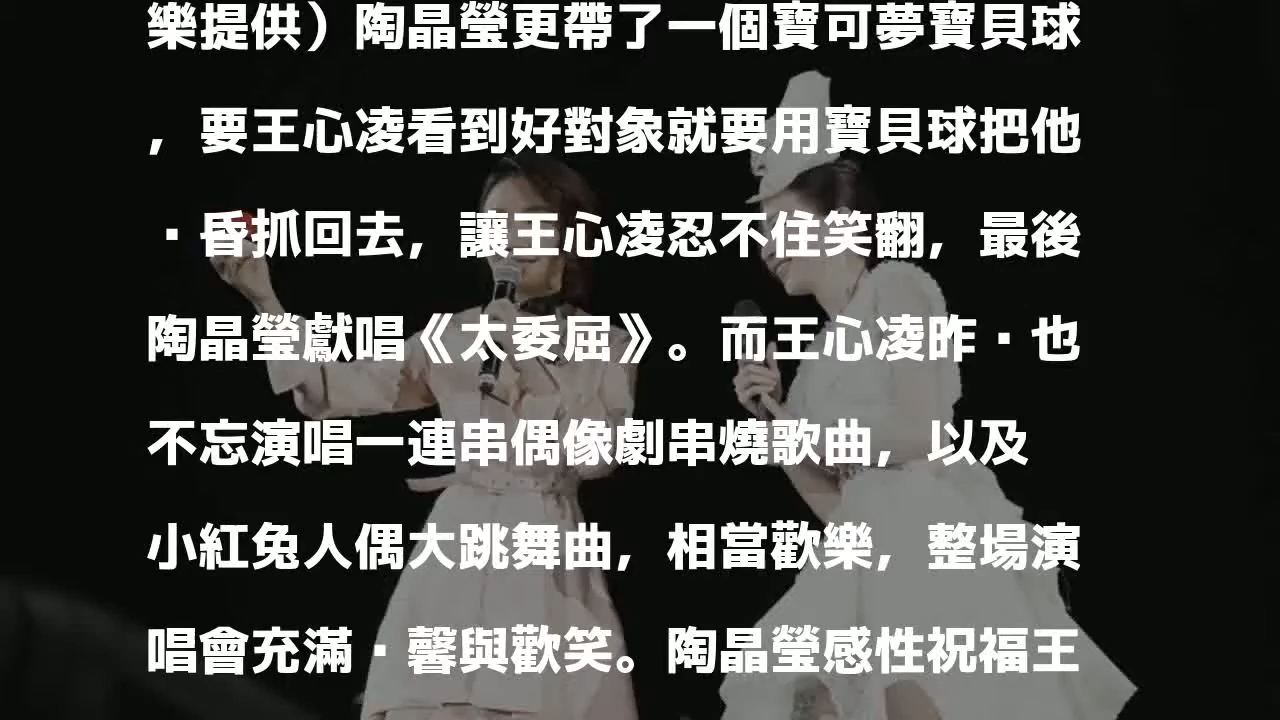 樂提供）陶晶瑩更帶了一個寶可夢寶貝球
，要王心凌看到好對象就要用寶貝球把他
▪昏抓回去，讓王心凌忍不住笑翻，最後
陶晶瑩獻唱《太委屈》。而王心凌昨▪也
不忘演唱一連串偶像劇串燒歌曲，以及
小紅兔人偶大跳舞曲，相當歡樂，整場演
唱會充滿▪馨與歡笑。陶晶瑩感性祝福王